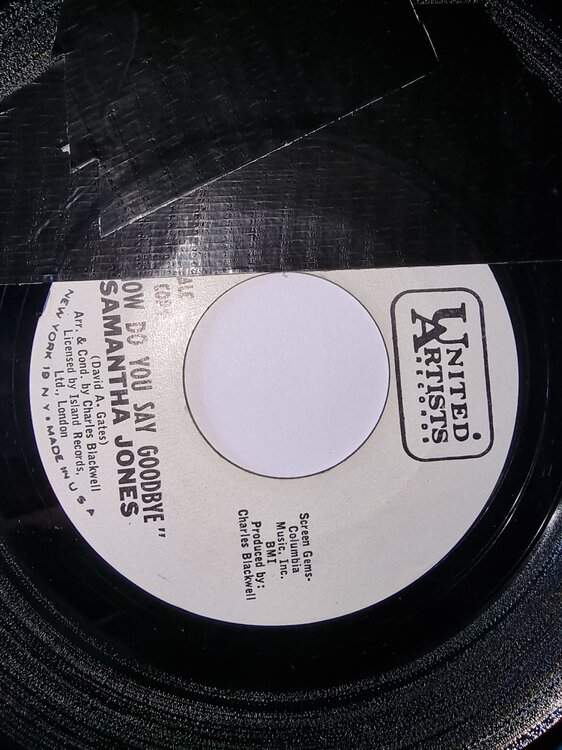 UNITED
ARTISTS
RECORDS
Screen Gems-
Columbia
Music, Inc.
BMI
Produced by:
Charles Blackwell
OW DO YOU SAY GOODBYE"
SAMANTHA JONES
(David A. Gates)
Arr. & Cond. by Charles Blackwell
Licensed by Island Records,
Ltd., London
NEW YORK 19 N Y • MADE IN U S A